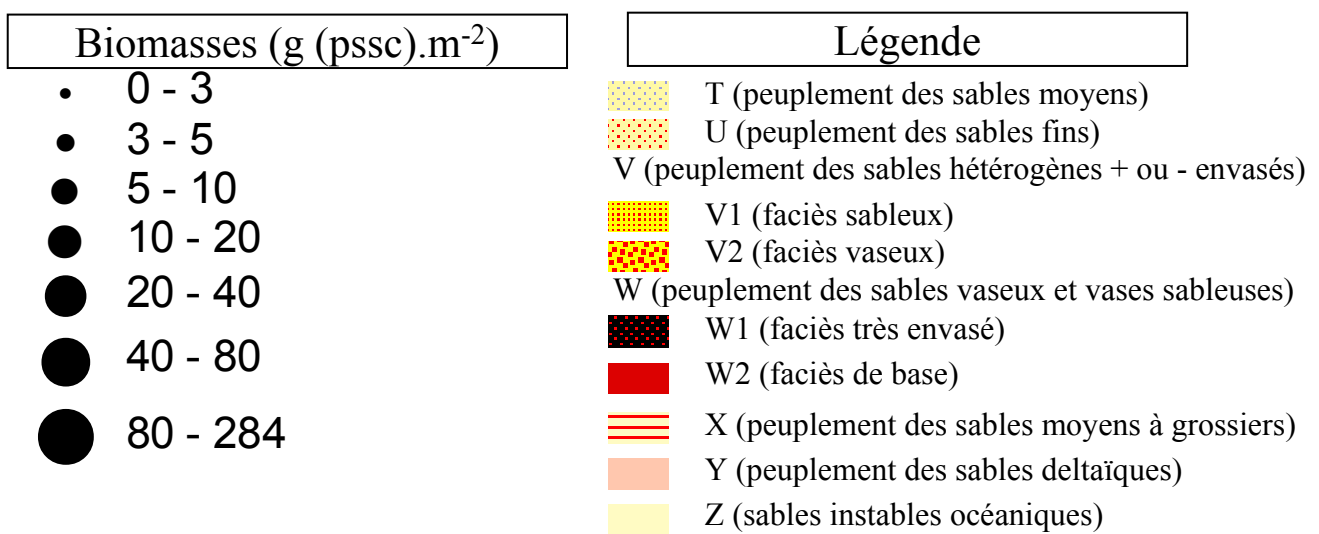 Biomasses (g (pssc).m-2)
0 - 3
3 - 5
5 - 10
10 - 20
20 - 40
40 - 80
80 - 284
Légende
T (peuplement des sables moyens)
U (peuplement des sables fins)
V (peuplement des sables hétérogènes + ou - envasés)
V1 (faciès sableux)
V2 (faciès vaseux)
W (peuplement des sables vaseux et vases sableuses)
W1 (faciès très envasé)
W2 (faciès de base)
X (peuplement des sables moyens à grossiers)
Y (peuplement des sables deltaïques)
Z (sables instables océaniques)